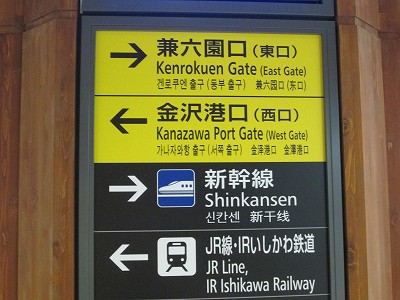 兼六園口(東口)
Kenrokuen Gate (East Gate)
겐로쿠엔 출구 (동부 출구) 兼六园口 (东口)
金沢港口(西口)
Kanazawa Port Gate (West Gate)
가나자와항 출구 (서쪽 출구) 金泽港口 金澤港口
新幹線
Shinkansen
신칸센 新干线
JR線・IRいしかわ鉄道
JR Line,
IR Ishikawa Railway